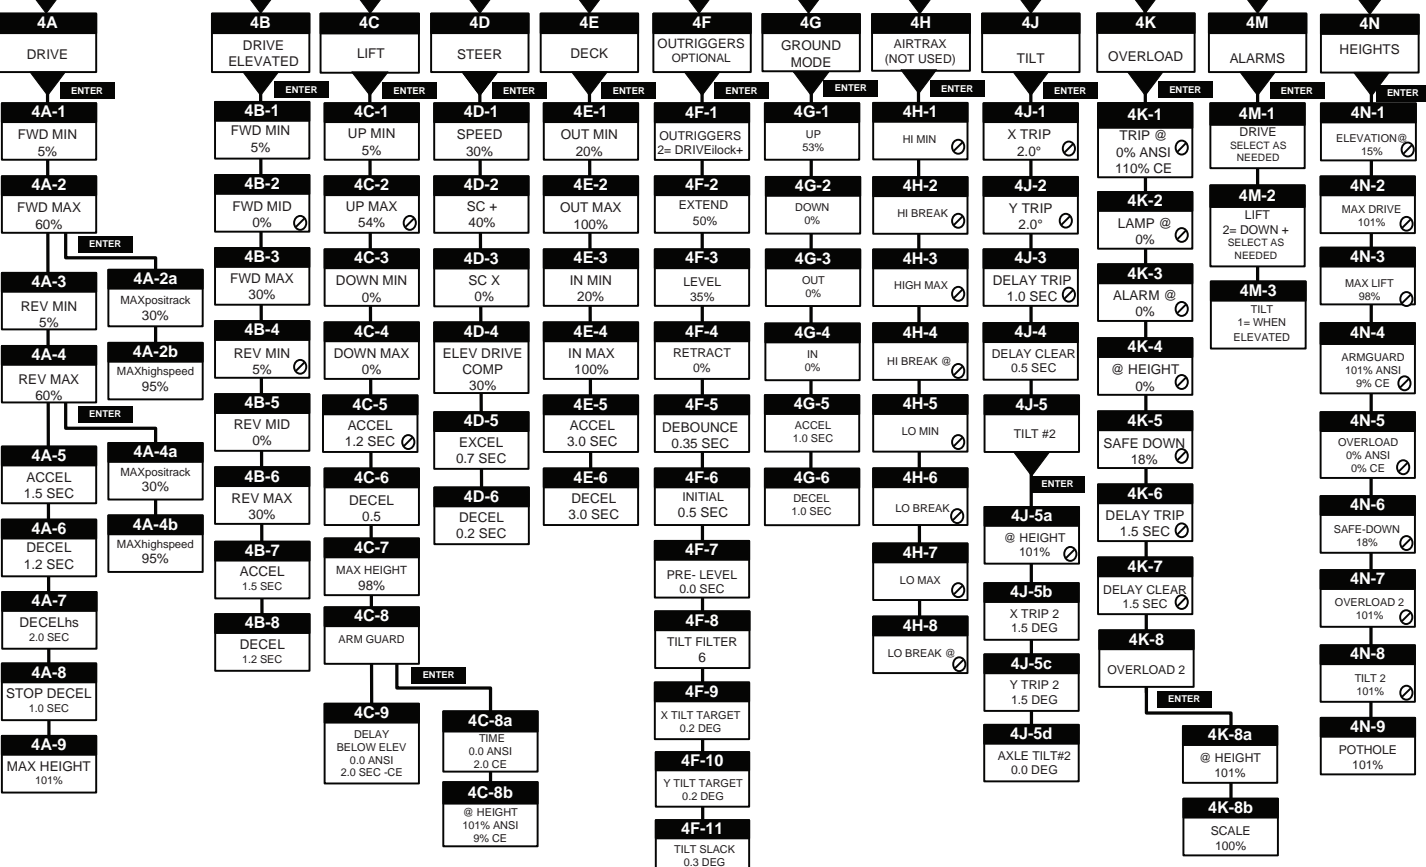 4A
DRIVE
ENTER
4A-1
FWD MIN
5%
4A-2
FWD MAX
60%
ENTER
4A-2a
MAXpositrack
30%
4A-2b
MAXhighspeed
95%
4A-3
REV MIN
5%
4A-4
REV MAX
60%
ENTER
4A-4a
MAXpositrack
30%
4A-4b
MAXhighspeed
95%
4A-5
ACCEL
1.5 SEC
4A-6
DECEL
1.2 SEC
4A-7
DECELhs
2.0 SEC
4A-8
STOP DECEL
1.0 SEC
4A-9
MAX HEIGHT
101%
4B
DRIVE
ELEVATED
ENTER
4B-1
FWD MIN
5%
4B-2
FWD MID
0%
4B-3
FWD MAX
30%
4B-4
REV MIN
5%
4B-5
REV MID
0%
4B-6
REV MAX
30%
4B-7
ACCEL
1.5 SEC
4B-8
DECEL
1.2 SEC
4C
LIFT
ENTER
4C-1
UP MIN
5%
4C-2
UP MAX
54%
4C-3
DOWN MIN
0%
4C-4
DOWN MAX
0%
4C-5
ACCEL
1.2 SEC
4C-6
DECEL
0.5
4C-7
MAX HEIGHT
98%
4C-8
ARM GUARD
ENTER
4C-9
DELAY
BELOW ELEV
0.0 ANSI
2.0 SEC -CE
4C-8a
TIME
0.0 ANSI
2.0 CE
4C-8b
@ HEIGHT
101% ANSI
9% CE
4D
STEER
ENTER
4D-1
SPEED
30%
4D-2
SC +
40%
4D-3
SC X
0%
4D-4
ELEV DRIVE
COMP
30%
4D-5
EXCEL
0.7 SEC
4D-6
DECEL
0.2 SEC
4E
DECK
ENTER
4E-1
OUT MIN
20%
4E-2
OUT MAX
100%
4E-3
IN MIN
20%
4E-4
IN MAX
100%
4E-5
ACCEL
3.0 SEC
4E-6
DECEL
3.0 SEC
4F
OUTRIGGERS
OPTIONAL
ENTER
4F-1
OUTRIGGERS
2= DRIVEilock+
4F-2
EXTEND
50%
4F-3
LEVEL
35%
4F-4
RETRACT
0%
4F-5
DEBOUNCE
0.35 SEC
4F-6
INITIAL
0.5 SEC
4F-7
PRE- LEVEL
0.0 SEC
4F-8
TILT FILTER
6
4F-9
X TILT TARGET
0.2 DEG
4F-10
Y TILT TARGET
0.2 DEG
4F-11
TILT SLACK
0.3 DEG
4G
GROUND
MODE
ENTER
4G-1
UP
53%
4G-2
DOWN
0%
4G-3
OUT
0%
4G-4
IN
0%
4G-5
ACCEL
1.0 SEC
4G-6
DECEL
1.0 SEC
4H
AIRTRAX
(NOT USED)
ENTER
4H-1
HI MIN
4H-2
HI BREAK
4H-3
HIGH MAX
4H-4
HI BREAK @
4H-5
LO MIN
4H-6
LO BREAK
4H-7
LO MAX
4H-8
LO BREAK @
4J
TILT
ENTER
4J-1
X TRIP
2.0°
4J-2
Y TRIP
2.0°
4J-3
DELAY TRIP
1.0 SEC
4J-4
DELAY CLEAR
0.5 SEC
4J-5
TILT #2
ENTER
4J-5a
@ HEIGHT
101%
4J-5b
X TRIP 2
1.5 DEG
4J-5c
Y TRIP 2
1.5 DEG
4J-5d
AXLE TILT#2
0.0 DEG
4K
OVERLOAD
ENTER
4K-1
TRIP @
0% ANSI
110% CE
4K-2
LAMP @
0%
4K-3
ALARM @
0%
4K-4
@ HEIGHT
0%
4K-5
SAFE DOWN
18%
4K-6
DELAY TRIP
1.5 SEC
4K-7
DELAY CLEAR
1.5 SEC
4K-8
OVERLOAD 2
ENTER
4K-8a
@ HEIGHT
101%
4K-8b
SCALE
100%
4M
ALARMS
ENTER
4M-1
DRIVE
SELECT AS
NEEDED
4M-2
LIFT
2= DOWN +
SELECT AS
NEEDED
4M-3
TILT
1= WHEN
ELEVATED
4N
HEIGHTS
ENTER
4N-1
ELEVATION@
15%
4N-2
MAX DRIVE
101%
4N-3
MAX LIFT
98%
4N-4
ARMGUARD
101% ANSI
9% CE
4N-5
OVERLOAD
0% ANSI
0% CE
4N-6
SAFE-DOWN
18%
4N-7
OVERLOAD 2
101%
4N-8
TILT 2
101%
4N-9
POTHOLE
101%